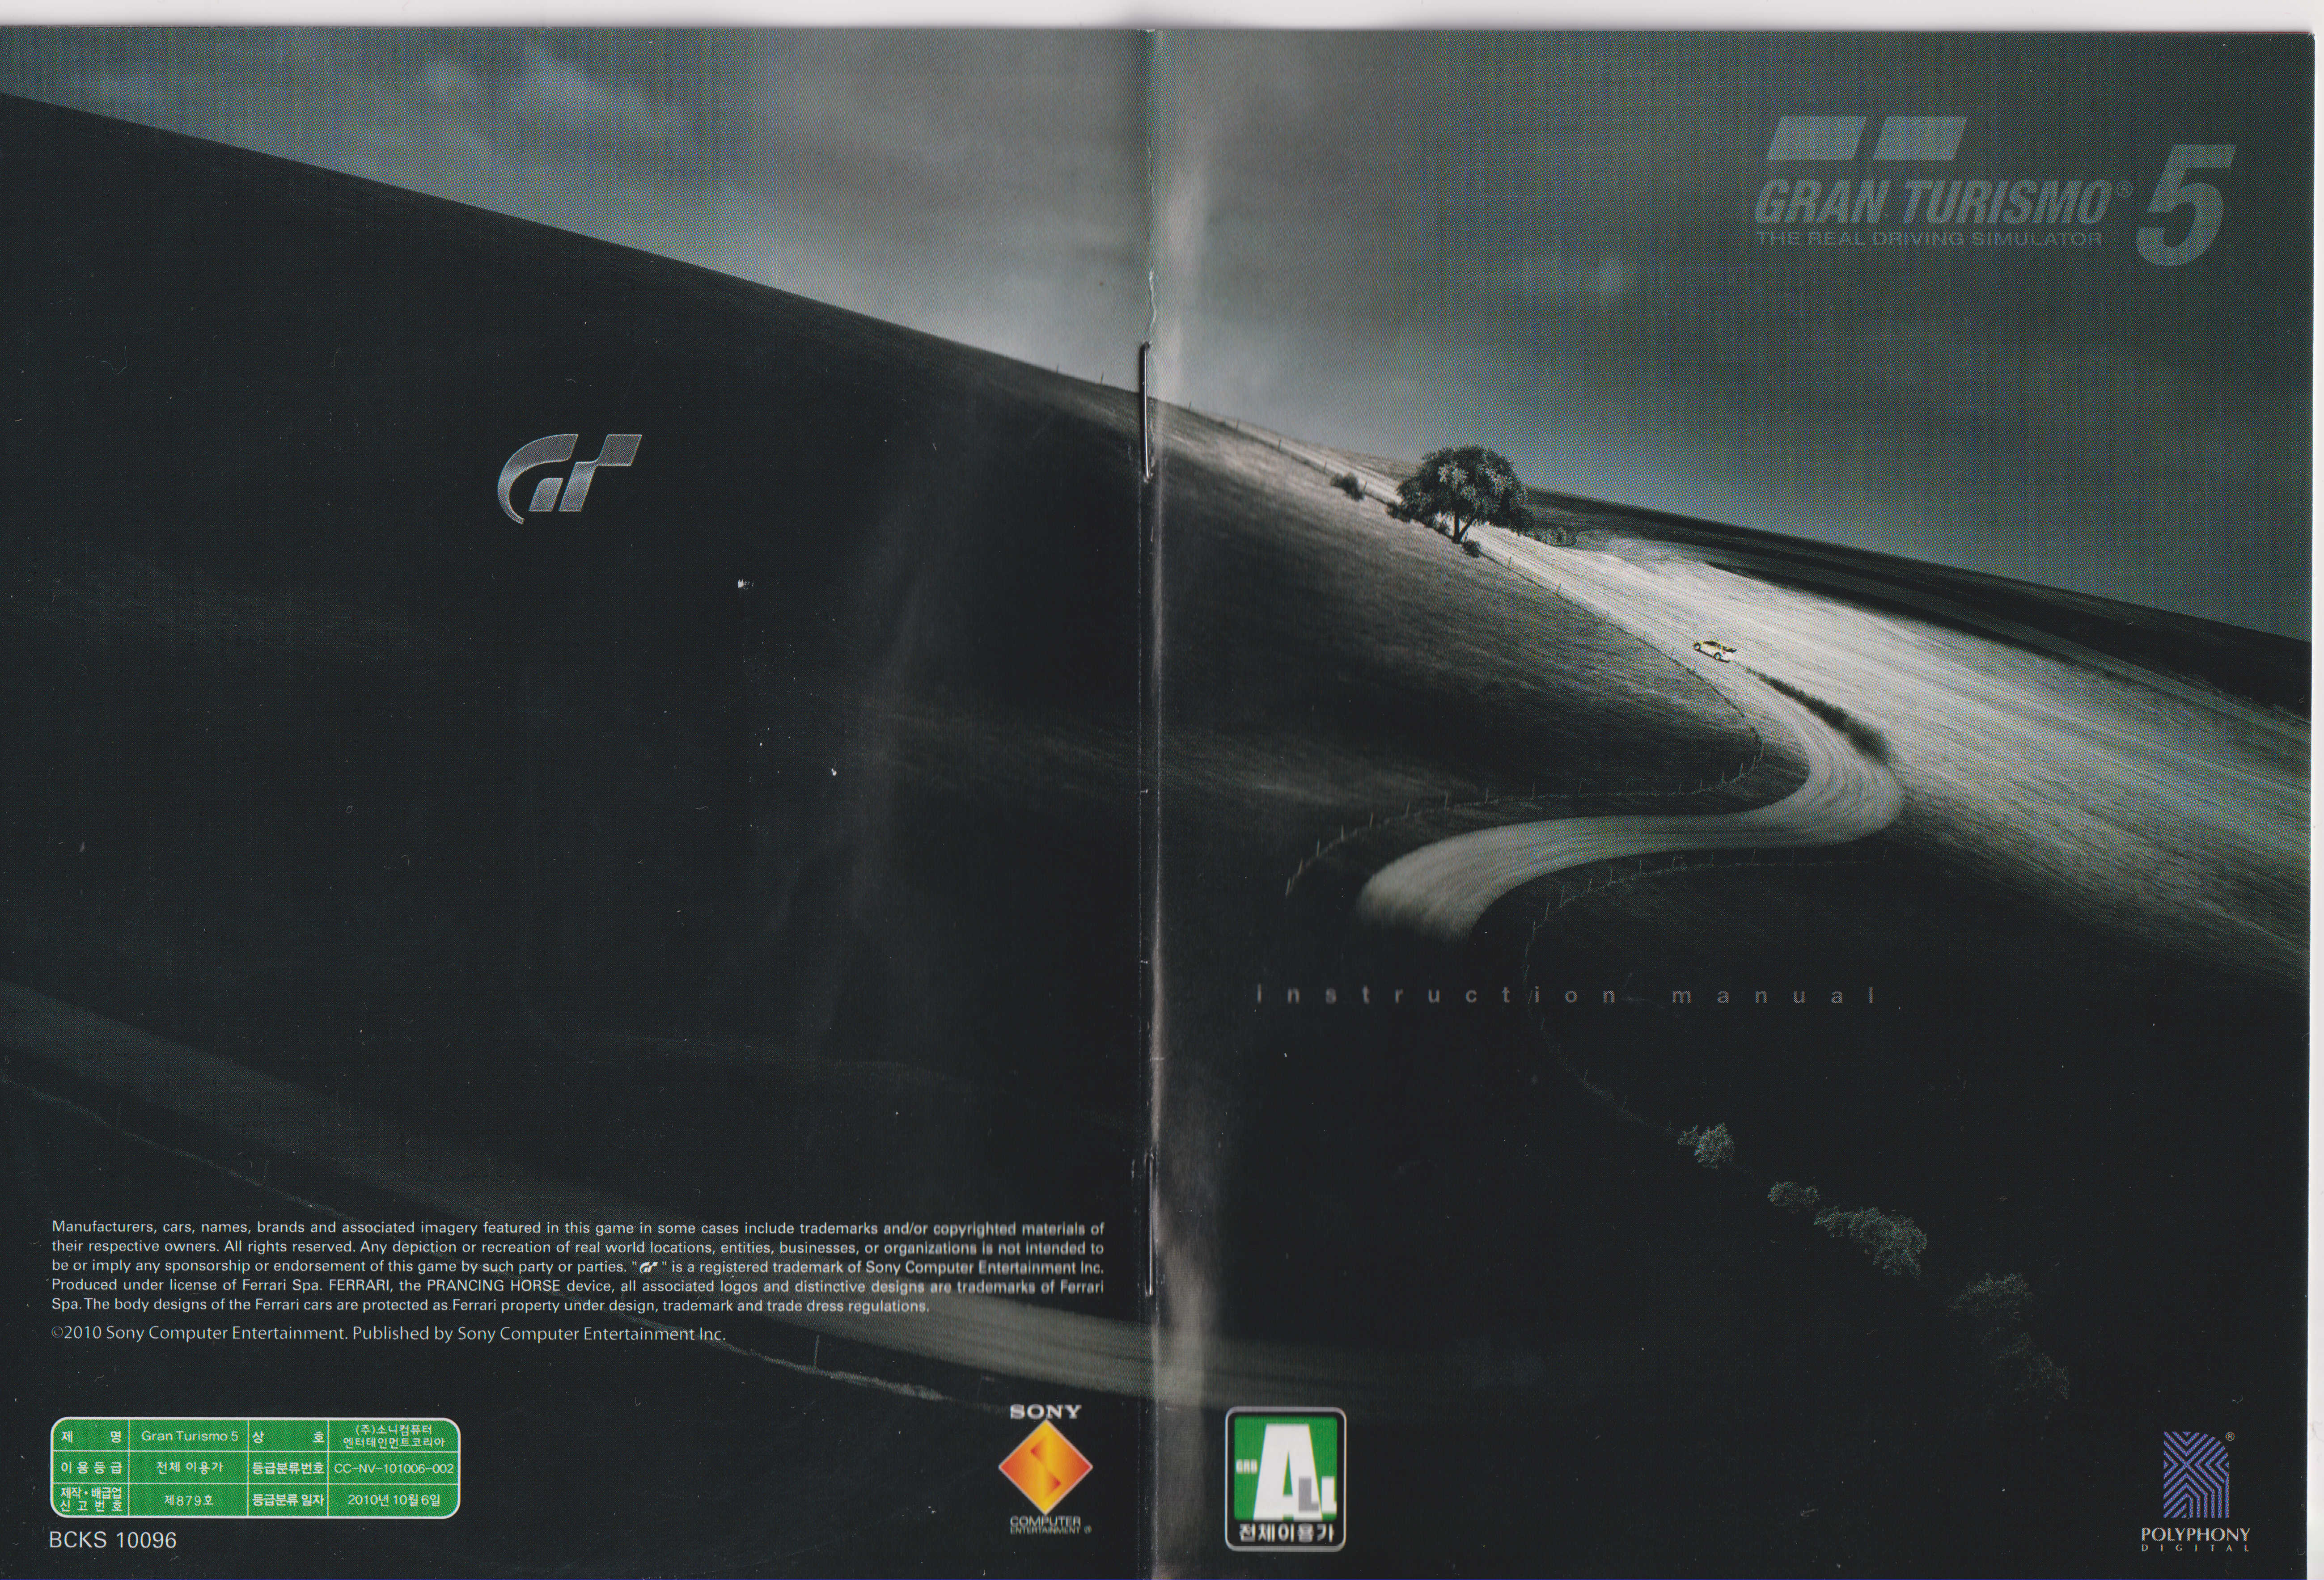 GRAN TURISMO® 5
THE REAL DRIVING SIMULATOR
instruction manual
GRB
ALL
전체이용가
POLYPHONY
DIGITAL
GT
Manufacturers, cars, names, brands and associated imagery featured in this game in some cases include trademarks and/or copyrighted materials of
their respective owners. All rights reserved. Any depiction or recreation of real world locations, entities, businesses, or organizations is not intended to
be or imply any sponsorship or endorsement of this game by such party or parties. "GT" is a registered trademark of Sony Computer Entertainment Inc.
Produced under license of Ferrari Spa. FERRARI, the PRANCING HORSE device, all associated logos and distinctive designs are trademarks of Ferrari
Spa.The body designs of the Ferrari cars are protected as Ferrari property under design, trademark and trade dress regulations.
©2010 Sony Computer Entertainment. Published by Sony Computer Entertainment Inc.
제 명 Gran Turismo 5 상 호 (주)소니컴퓨터 엔터테인먼트코리아
이용등급 전체 이용가 등급분류번호 CC-NV-101006-002
제작·배급업 신고번호 제879호 등급분류 일자 2010년 10월 6일
BCKS 10096
SONY
COMPUTER
ENTERTAINMENT ®